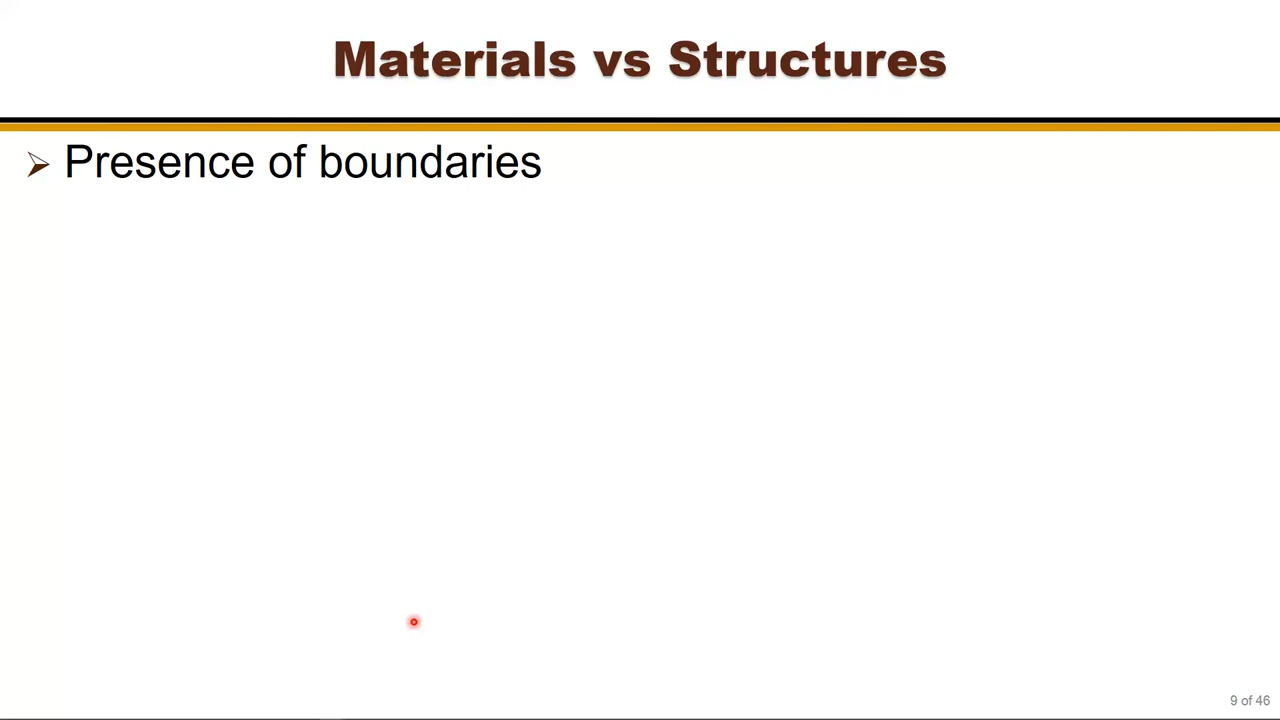 Materials vs Structures
Presence of boundaries
9 of 46